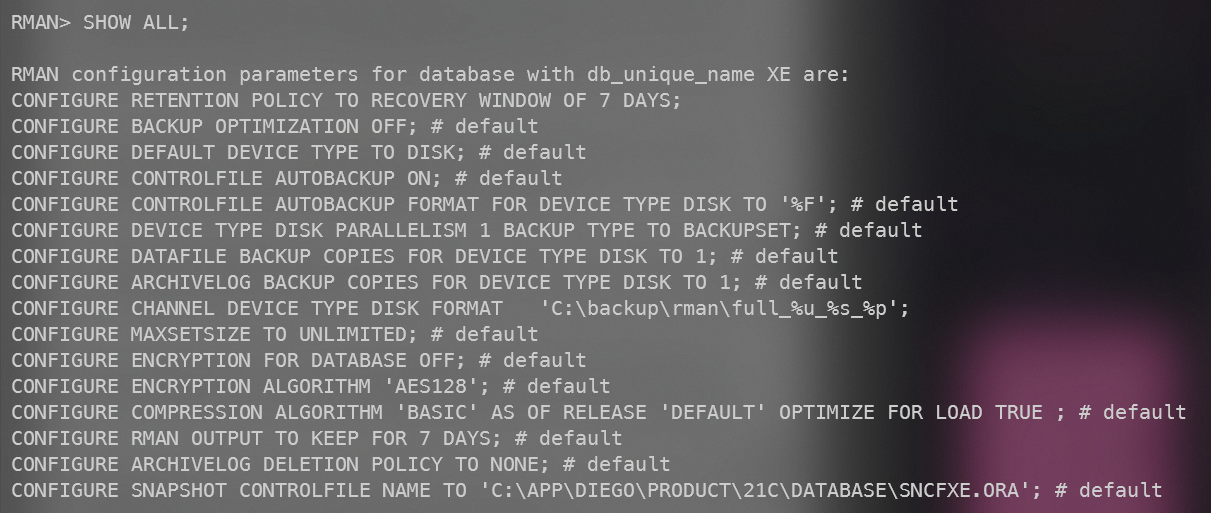 RMAN> SHOW ALL;
RMAN configuration parameters for database with db_unique_name XE are:
CONFIGURE RETENTION POLICY TO RECOVERY WINDOW OF 7 DAYS;
CONFIGURE BACKUP OPTIMIZATION OFF; # default
CONFIGURE DEFAULT DEVICE TYPE TO DISK; # default
CONFIGURE CONTROLFILE AUTOBACKUP ON; # default
CONFIGURE CONTROLFILE AUTOBACKUP FORMAT FOR DEVICE TYPE DISK TO '%F'; # default
CONFIGURE DEVICE TYPE DISK PARALLELISM 1 BACKUP TYPE TO BACKUPSET; # default
CONFIGURE DATAFILE BACKUP COPIES FOR DEVICE TYPE DISK TO 1; # default
CONFIGURE ARCHIVELOG BACKUP COPIES FOR DEVICE TYPE DISK TO 1; # default
CONFIGURE CHANNEL DEVICE TYPE DISK FORMAT   'C:\backup\rman\full_%u_%s_%p';
CONFIGURE MAXSETSIZE TO UNLIMITED; # default
CONFIGURE ENCRYPTION FOR DATABASE OFF; # default
CONFIGURE ENCRYPTION ALGORITHM 'AES128'; # default
CONFIGURE COMPRESSION ALGORITHM 'BASIC' AS OF RELEASE 'DEFAULT' OPTIMIZE FOR LOAD TRUE ; # default
CONFIGURE RMAN OUTPUT TO KEEP FOR 7 DAYS; # default
CONFIGURE ARCHIVELOG DELETION POLICY TO NONE; # default
CONFIGURE SNAPSHOT CONTROLFILE NAME TO 'C:\APP\DIEGO\PRODUCT\21C\DATABASE\SNCFXE.ORA'; # default